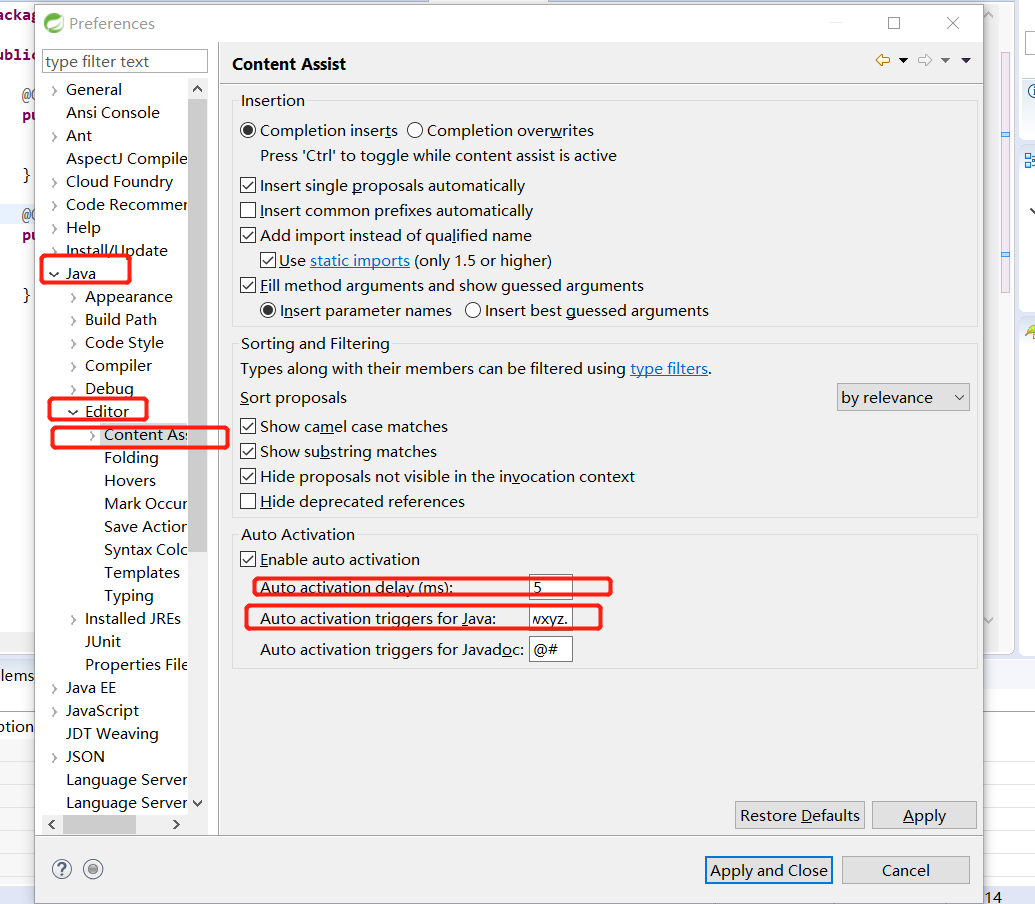 ackag
Preferences
ublic
type filter text
Content Assist
General
Ansi Console
Ant
AspectJ Compile
Cloud Foundry
Code Recommer
Help
Install/Update
Java
Appearance
Build Path
Code Style
Compiler
Debug
Editor
Content Ass
Folding
Hovers
Mark Occur
Save Action
Syntax Colo
Templates
Typing
Installed JREs
JUnit
Properties File
Java EE
JavaScript
JDT Weaving
JSON
Language Server
Language Server
Insertion
Completion inserts
Completion overwrites
Press 'Ctrl' to toggle while content assist is active
Insert single proposals automatically
Insert common prefixes automatically
Add import instead of qualified name
Use static imports (only 1.5 or higher)
Fill method arguments and show guessed arguments
Insert parameter names
Insert best guessed arguments
Sorting and Filtering
Types along with their members can be filtered using type filters.
Sort proposals
by relevance
Show camel case matches
Show substring matches
Hide proposals not visible in the invocation context
Hide deprecated references
Auto Activation
Enable auto activation
Auto activation delay (ms): 5
Auto activation triggers for Java: wxyz.
Auto activation triggers for Javadoc: @#
Restore Defaults
Apply
Apply and Close
Cancel
@
pu
}
@
pu
}
lems
ption
14